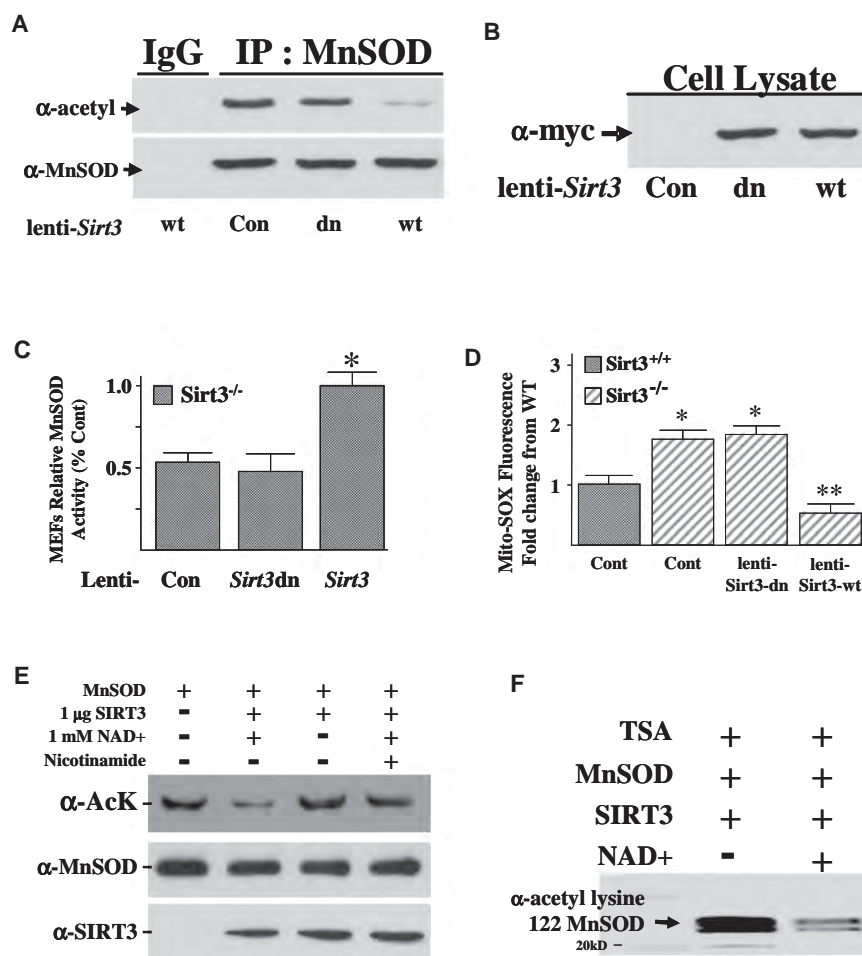 A
IgG IP : MnSOD
α-acetyl
α-MnSOD
lenti-Sirt3 wt Con dn wt
B
Cell Lysate
α-myc
lenti-Sirt3 Con dn wt
C
MEFs Relative MnSOD
Activity (% Cont)
1.0
0.5
Sirt3-/-
*
Lenti- Con Sirt3dn Sirt3
D
Mito-SOX Fluorescence
Fold change from WT
3
2
1
Sirt3+/+
Sirt3-/-
* * **
Cont Cont lenti- lenti-
Sirt3-dn Sirt3-wt
E
MnSOD + + + +
1 µg SIRT3 - + + +
1 mM NAD+ - + - +
Nicotinamide - - - +
α-AcK
α-MnSOD
α-SIRT3
F
TSA + +
MnSOD + +
SIRT3 + +
NAD+ - +
α-acetyl lysine
122 MnSOD
20kD